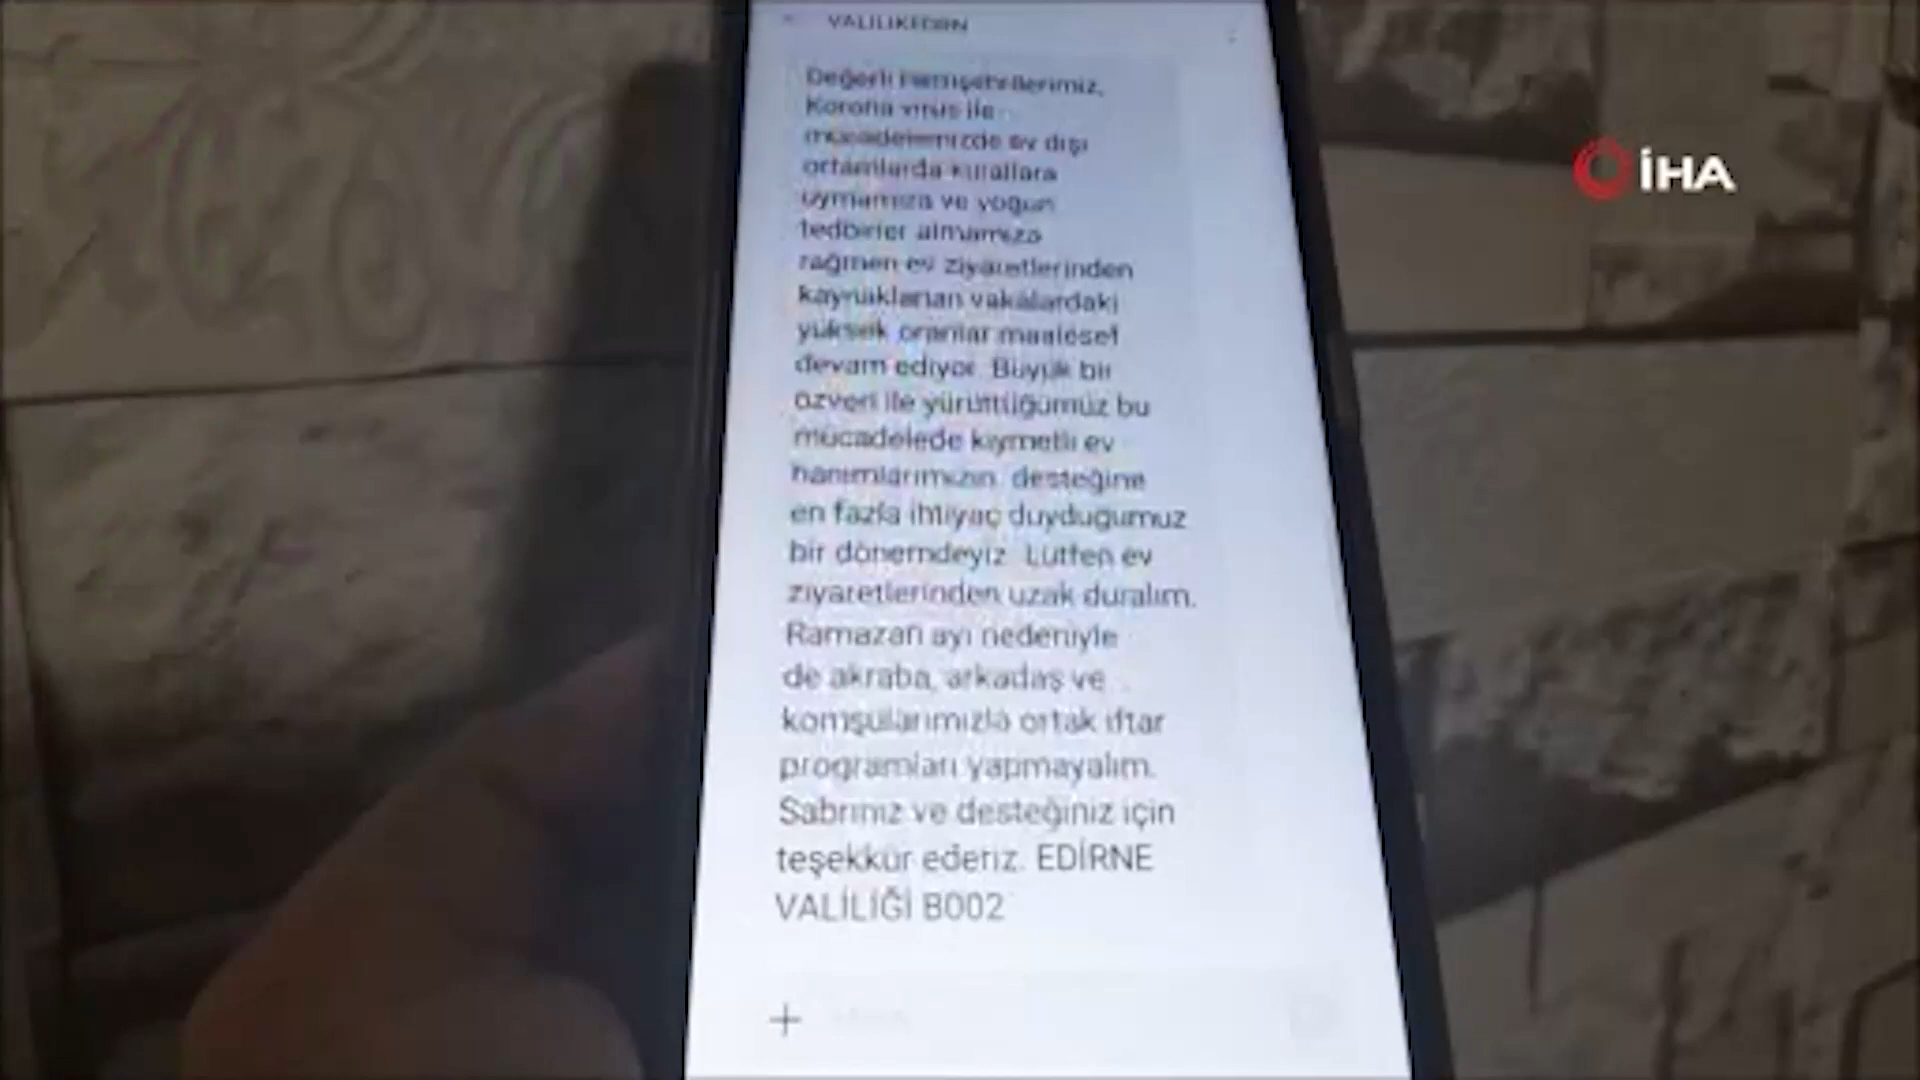 VALILIKEDRN
Değerli Hemşehrilerimiz,
Korona virüs ile
mücadelemizde ev dışı
ortamlarda kurallara
uymamıza ve yoğun
tedbirler almamıza
rağmen ev ziyaretlerinden
kaynaklanan vakalardaki
yüksek oranlar maalesef
devam ediyor. Büyük bir
özveri ile yürüttüğümüz bu
mücadelede kıymetli ev
hanımlarımızın desteğine
en fazla ihtiyaç duyduğumuz
bir dönemdeyiz. Lütfen ev
ziyaretlerinden uzak duralım.
Ramazan ayı nedeniyle
de akraba, arkadaş ve
komşularımızla ortak iftar
programları yapmayalım.
Sabrınız ve desteğiniz için
teşekkür ederiz. EDİRNE
VALİLİĞİ B002
İHA